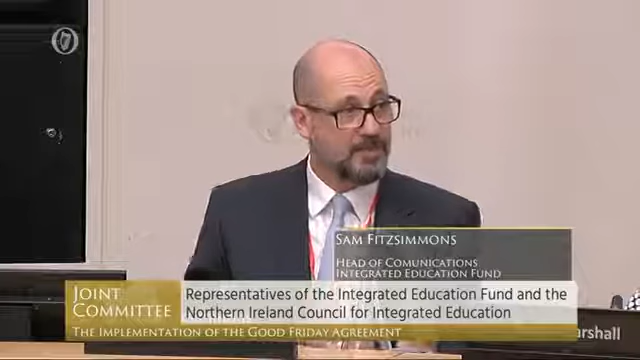 SAM FITZSIMMONS
HEAD OF COMUNICATIONS
INTEGRATED EDUCATION FUND
JOINT
COMMITTEE
Representatives of the Integrated Education Fund and the
Northern Ireland Council for Integrated Education
THE IMPLEMENTATION OF THE GOOD FRIDAY AGREEMENT
arshall